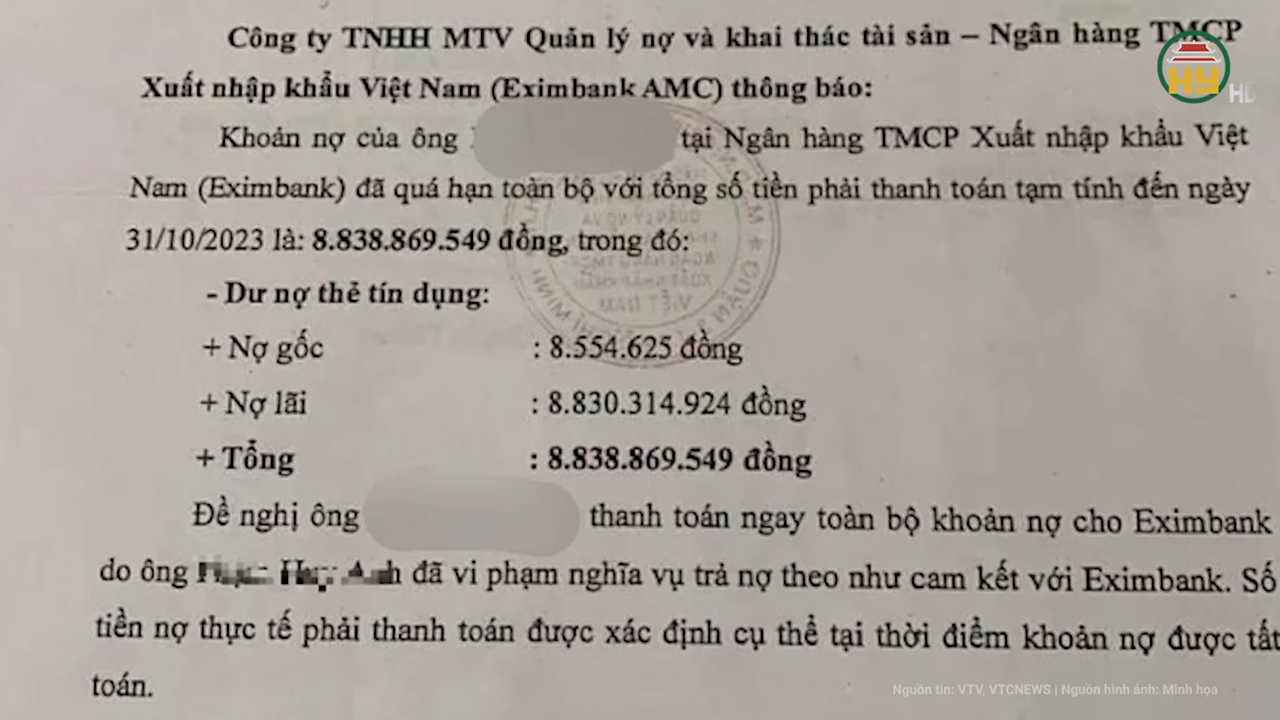 Công ty TNHH MTV Quản lý nợ và khai thác tài sản – Ngân hàng TMCP
Xuất nhập khẩu Việt Nam (Eximbank AMC) thông báo:
HY
HD
Khoản nợ của ông tại Ngân hàng TMCP Xuất nhập khẩu Việt
Nam (Eximbank) đã quá hạn toàn bộ với tổng số tiền phải thanh toán tạm tính đến ngày
31/10/2023 là: 8.838.869.549 đồng, trong đó:
- Dư nợ thẻ tín dụng:
+ Nợ gốc : 8.554.625 đồng
+ Nợ lãi : 8.830.314.924 đồng
+ Tổng : 8.838.869.549 đồng
Đề nghị ông thanh toán ngay toàn bộ khoản nợ cho Eximbank
do ông đã vi phạm nghĩa vụ trả nợ theo như cam kết với Eximbank. Số
tiền nợ thực tế phải thanh toán được xác định cụ thể tại thời điểm khoản nợ được tất
toán.
Nguồn tin: VTV, VTCNEWS | Nguồn hình ảnh: Minh họa